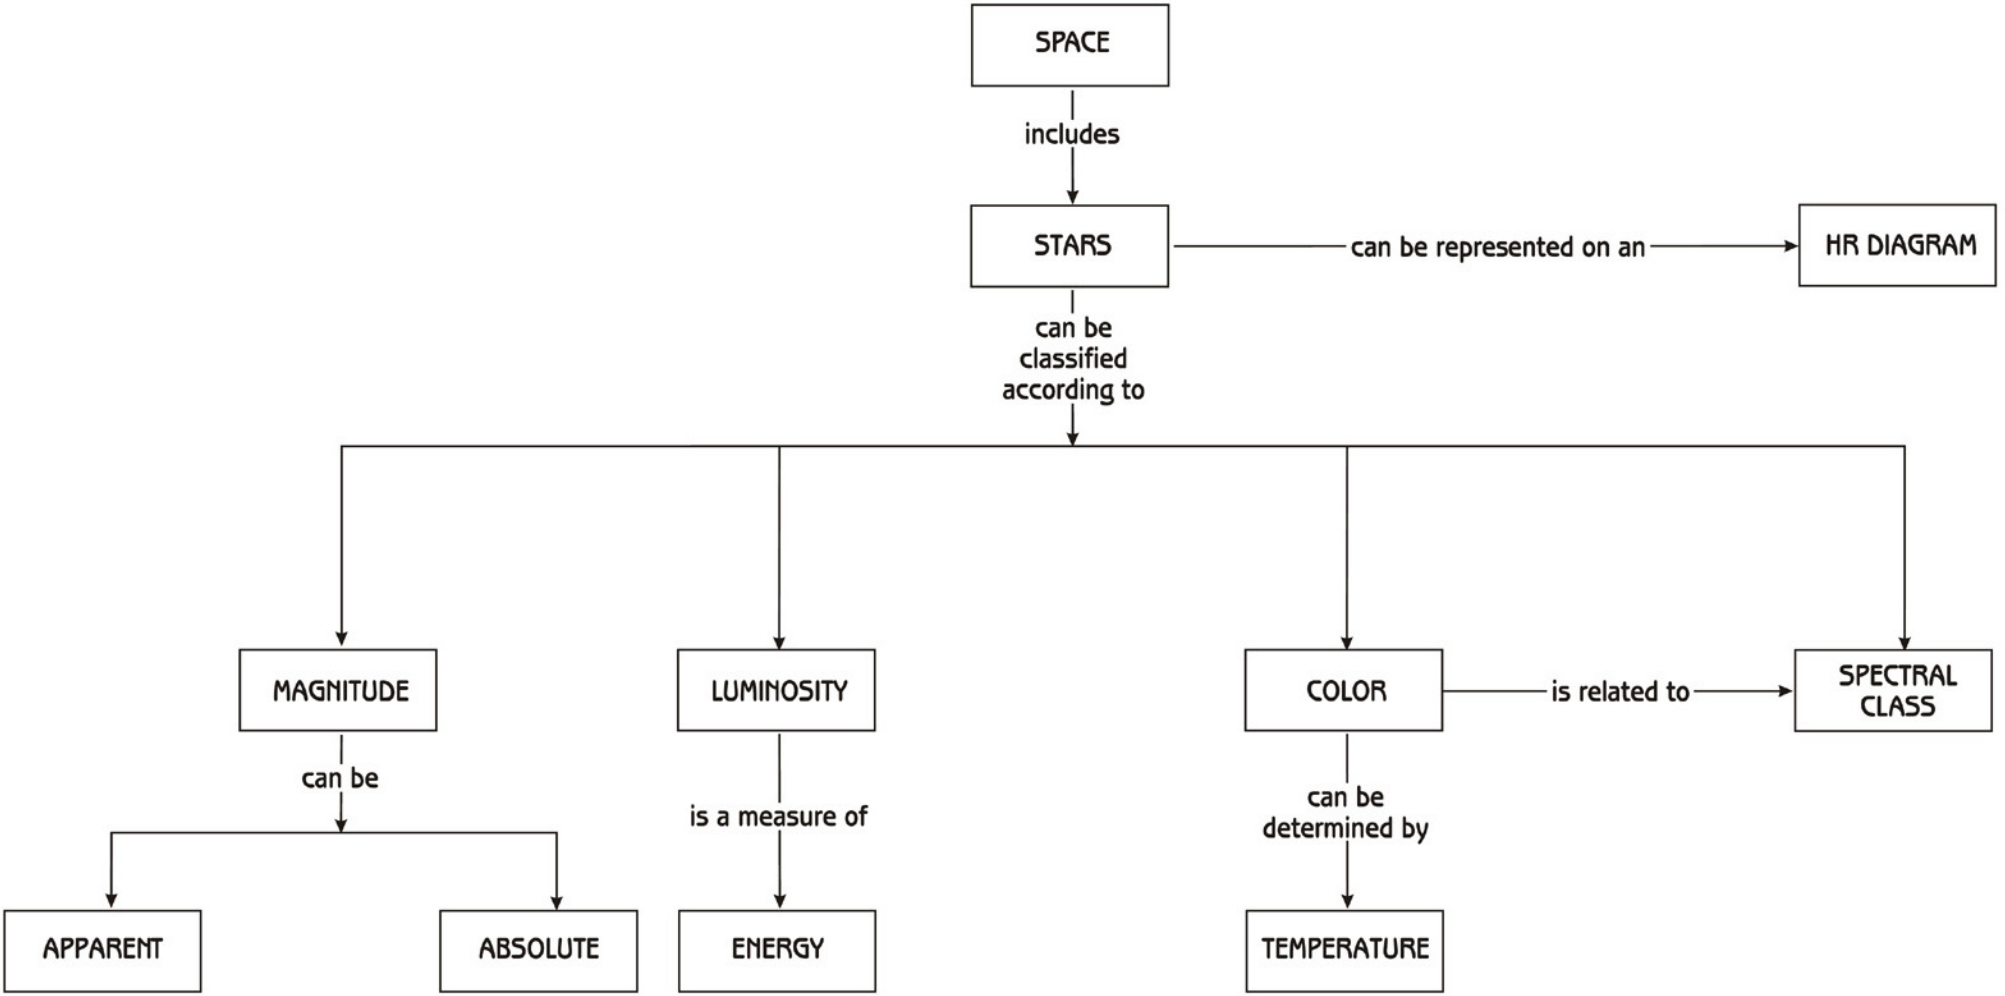 SPACE
includes
STARS
can be represented on an
HR DIAGRAM
can be
classified
according to
MAGNITUDE
LUMINOSITY
COLOR
is related to
SPECTRAL
CLASS
can be
is a measure of
can be
determined by
APPARENT
ABSOLUTE
ENERGY
TEMPERATURE